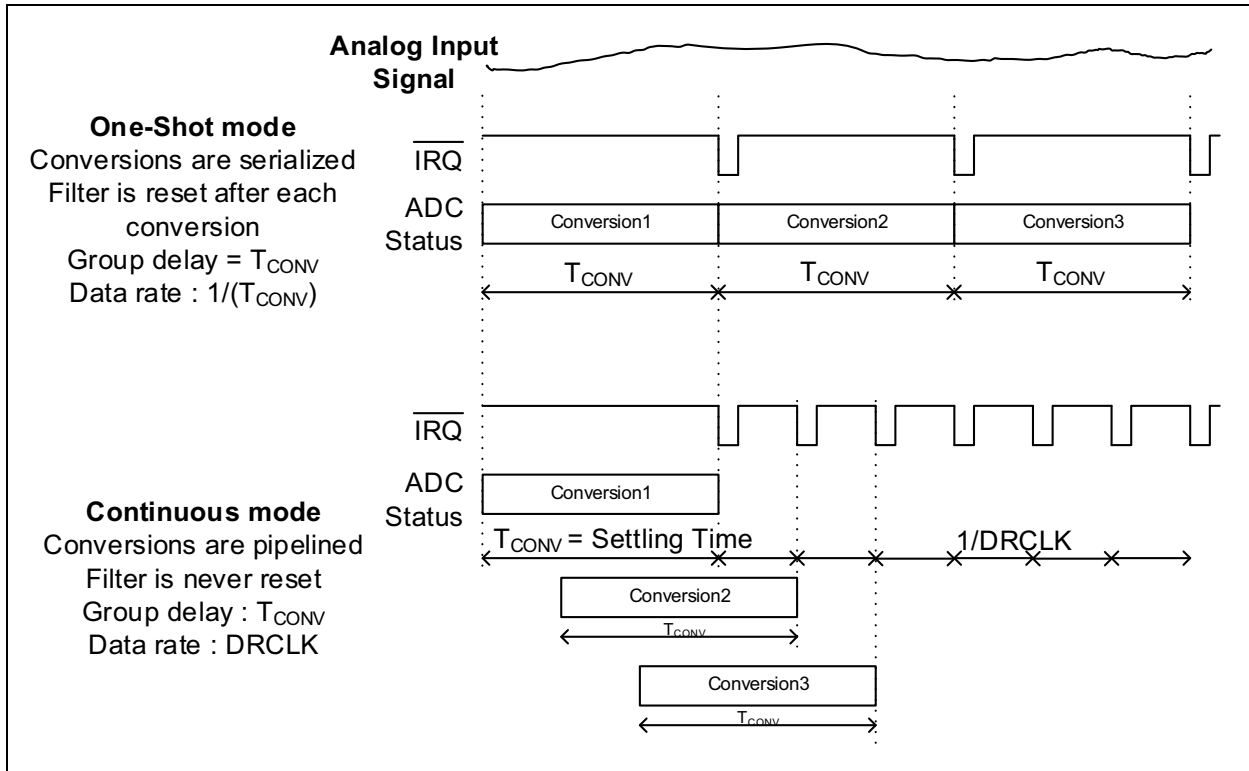 Analog Input
Signal
One-Shot mode
Conversions are serialized
Filter is reset after each
conversion
Group delay = TCONV
Data rate : 1/(TCONV)
IRQ
ADC
Status
Conversion1
Conversion2
Conversion3
TCONV
TCONV
TCONV
Continuous mode
Conversions are pipelined
Filter is never reset
Group delay : TCONV
Data rate : DRCLK
IRQ
ADC
Status
Conversion1
TCONV = Settling Time
1/DRCLK
Conversion2
TCONV
Conversion3
TCONV